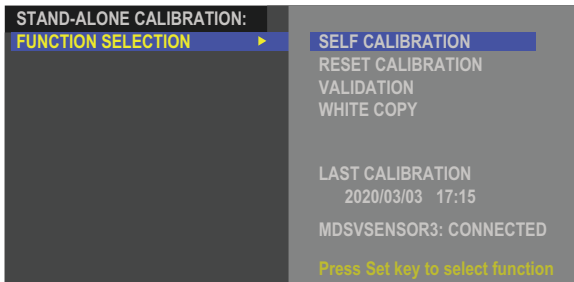 STAND-ALONE CALIBRATION:
FUNCTION SELECTION ►
SELF CALIBRATION
RESET CALIBRATION
VALIDATION
WHITE COPY
LAST CALIBRATION
2020/03/03 17:15
MDSVSENSOR3: CONNECTED
Press Set key to select function